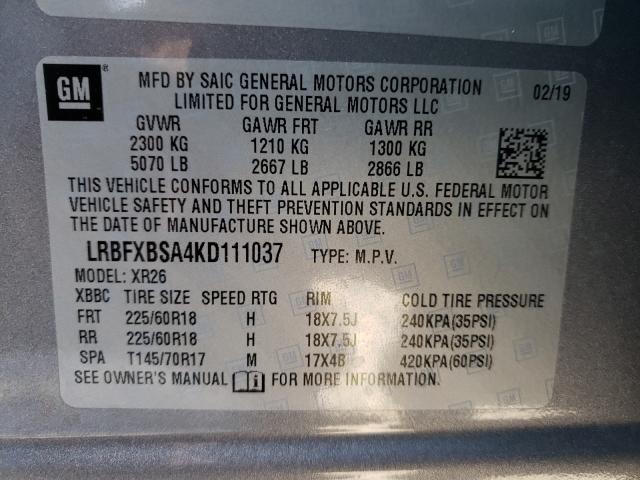 GM ®
MFD BY SAIC GENERAL MOTORS CORPORATION 02/19
LIMITED FOR GENERAL MOTORS LLC
GVWR GAWR FRT GAWR RR
2300 KG 1210 KG 1300 KG
5070 LB 2667 LB 2866 LB
THIS VEHICLE CONFORMS TO ALL APPLICABLE U.S. FEDERAL MOTOR
VEHICLE SAFETY AND THEFT PREVENTION STANDARDS IN EFFECT ON
THE DATE OF MANUFACTURE SHOWN ABOVE.
LRBFXBSA4KD111037 TYPE: M.P.V.
MODEL: XR26
XBBC TIRE SIZE SPEED RTG RIM COLD TIRE PRESSURE
FRT 225/60R18 H 18X7.5J 240KPA(35PSI)
RR 225/60R18 H 18X7.5J 240KPA(35PSI)
SPA T145/70R17 M 17X4B 420KPA(60PSI)
SEE OWNER'S MANUAL FOR MORE INFORMATION.